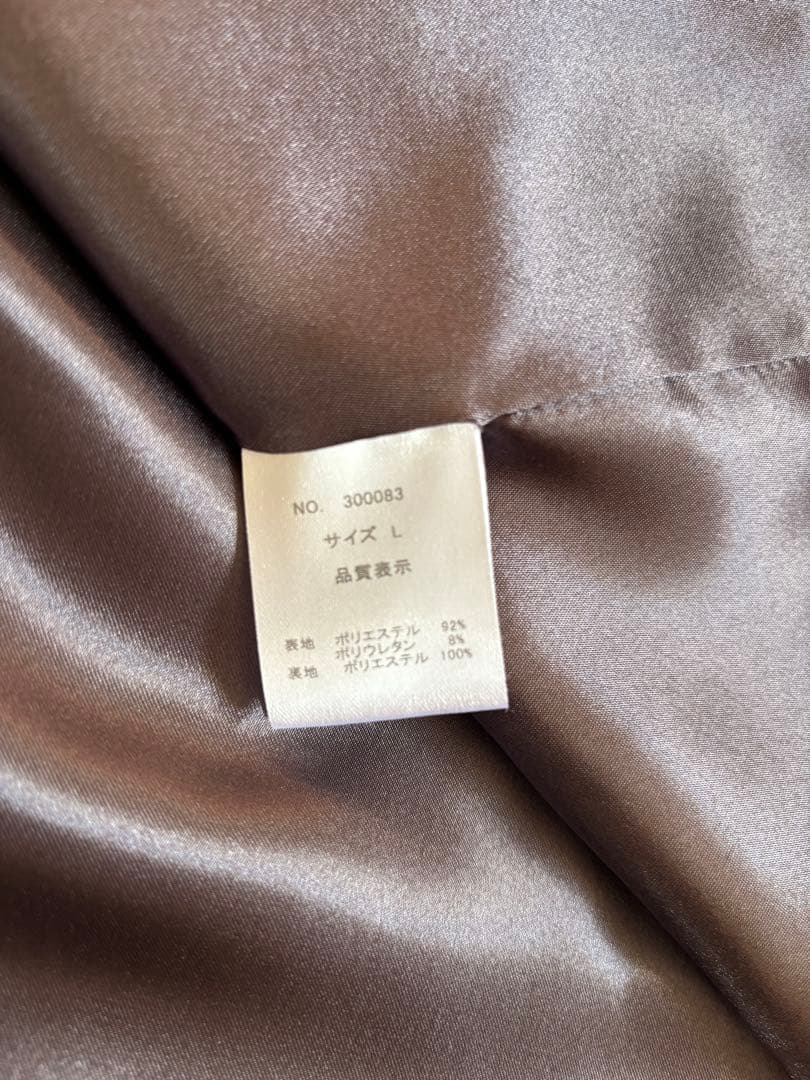 NO. 300083
サイズ L
品質表示
表地 ポリエステル 92%
ポリウレタン 8%
裏地 ポリエステル 100%